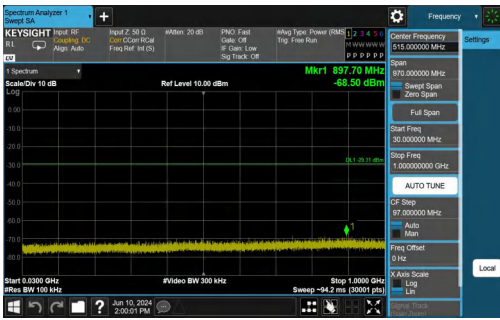 Spectrum Analyzer 1
Swept SA
Frequency
KEYSIGHT
RL
Input: RF
Coupling: DC
Align: Auto
Input Z: 50 Ω
Corr CCorr RCal
Freq Ref: Int (S)
#Atten: 20 dB
PNO: Fast
Gate: Off
IF Gain: Low
Sig Track: Off
#Avg Type: Power (RMS
Trig: Free Run
1 2 3 4 5 6
M W W W W W
P P P P P P
1 Spectrum
Scale/Div 10 dB
Log
Ref Level 10.00 dBm
Mkr1 897.70 MHz
-68.50 dBm
0.00
-10.0
-20.0
DL1 -29.31 dBm
-30.0
-40.0
-50.0
-60.0
1
-70.0
-80.0
Start 0.0300 GHz
#Res BW 100 kHz
#Video BW 300 kHz
Stop 1.0000 GHz
Sweep ~94.2 ms (30001 pts)
Jun 10, 2024
2:00:01 PM
Center Frequency
515.000000 MHz
Span
970.000000 MHz
Swept Span
Zero Span
Full Span
Start Freq
30.000000 MHz
Stop Freq
1.000000000 GHz
AUTO TUNE
CF Step
97.000000 MHz
Auto
Man
Freq Offset
0 Hz
X Axis Scale
Log
Lin
Signal Track
Settings
Local